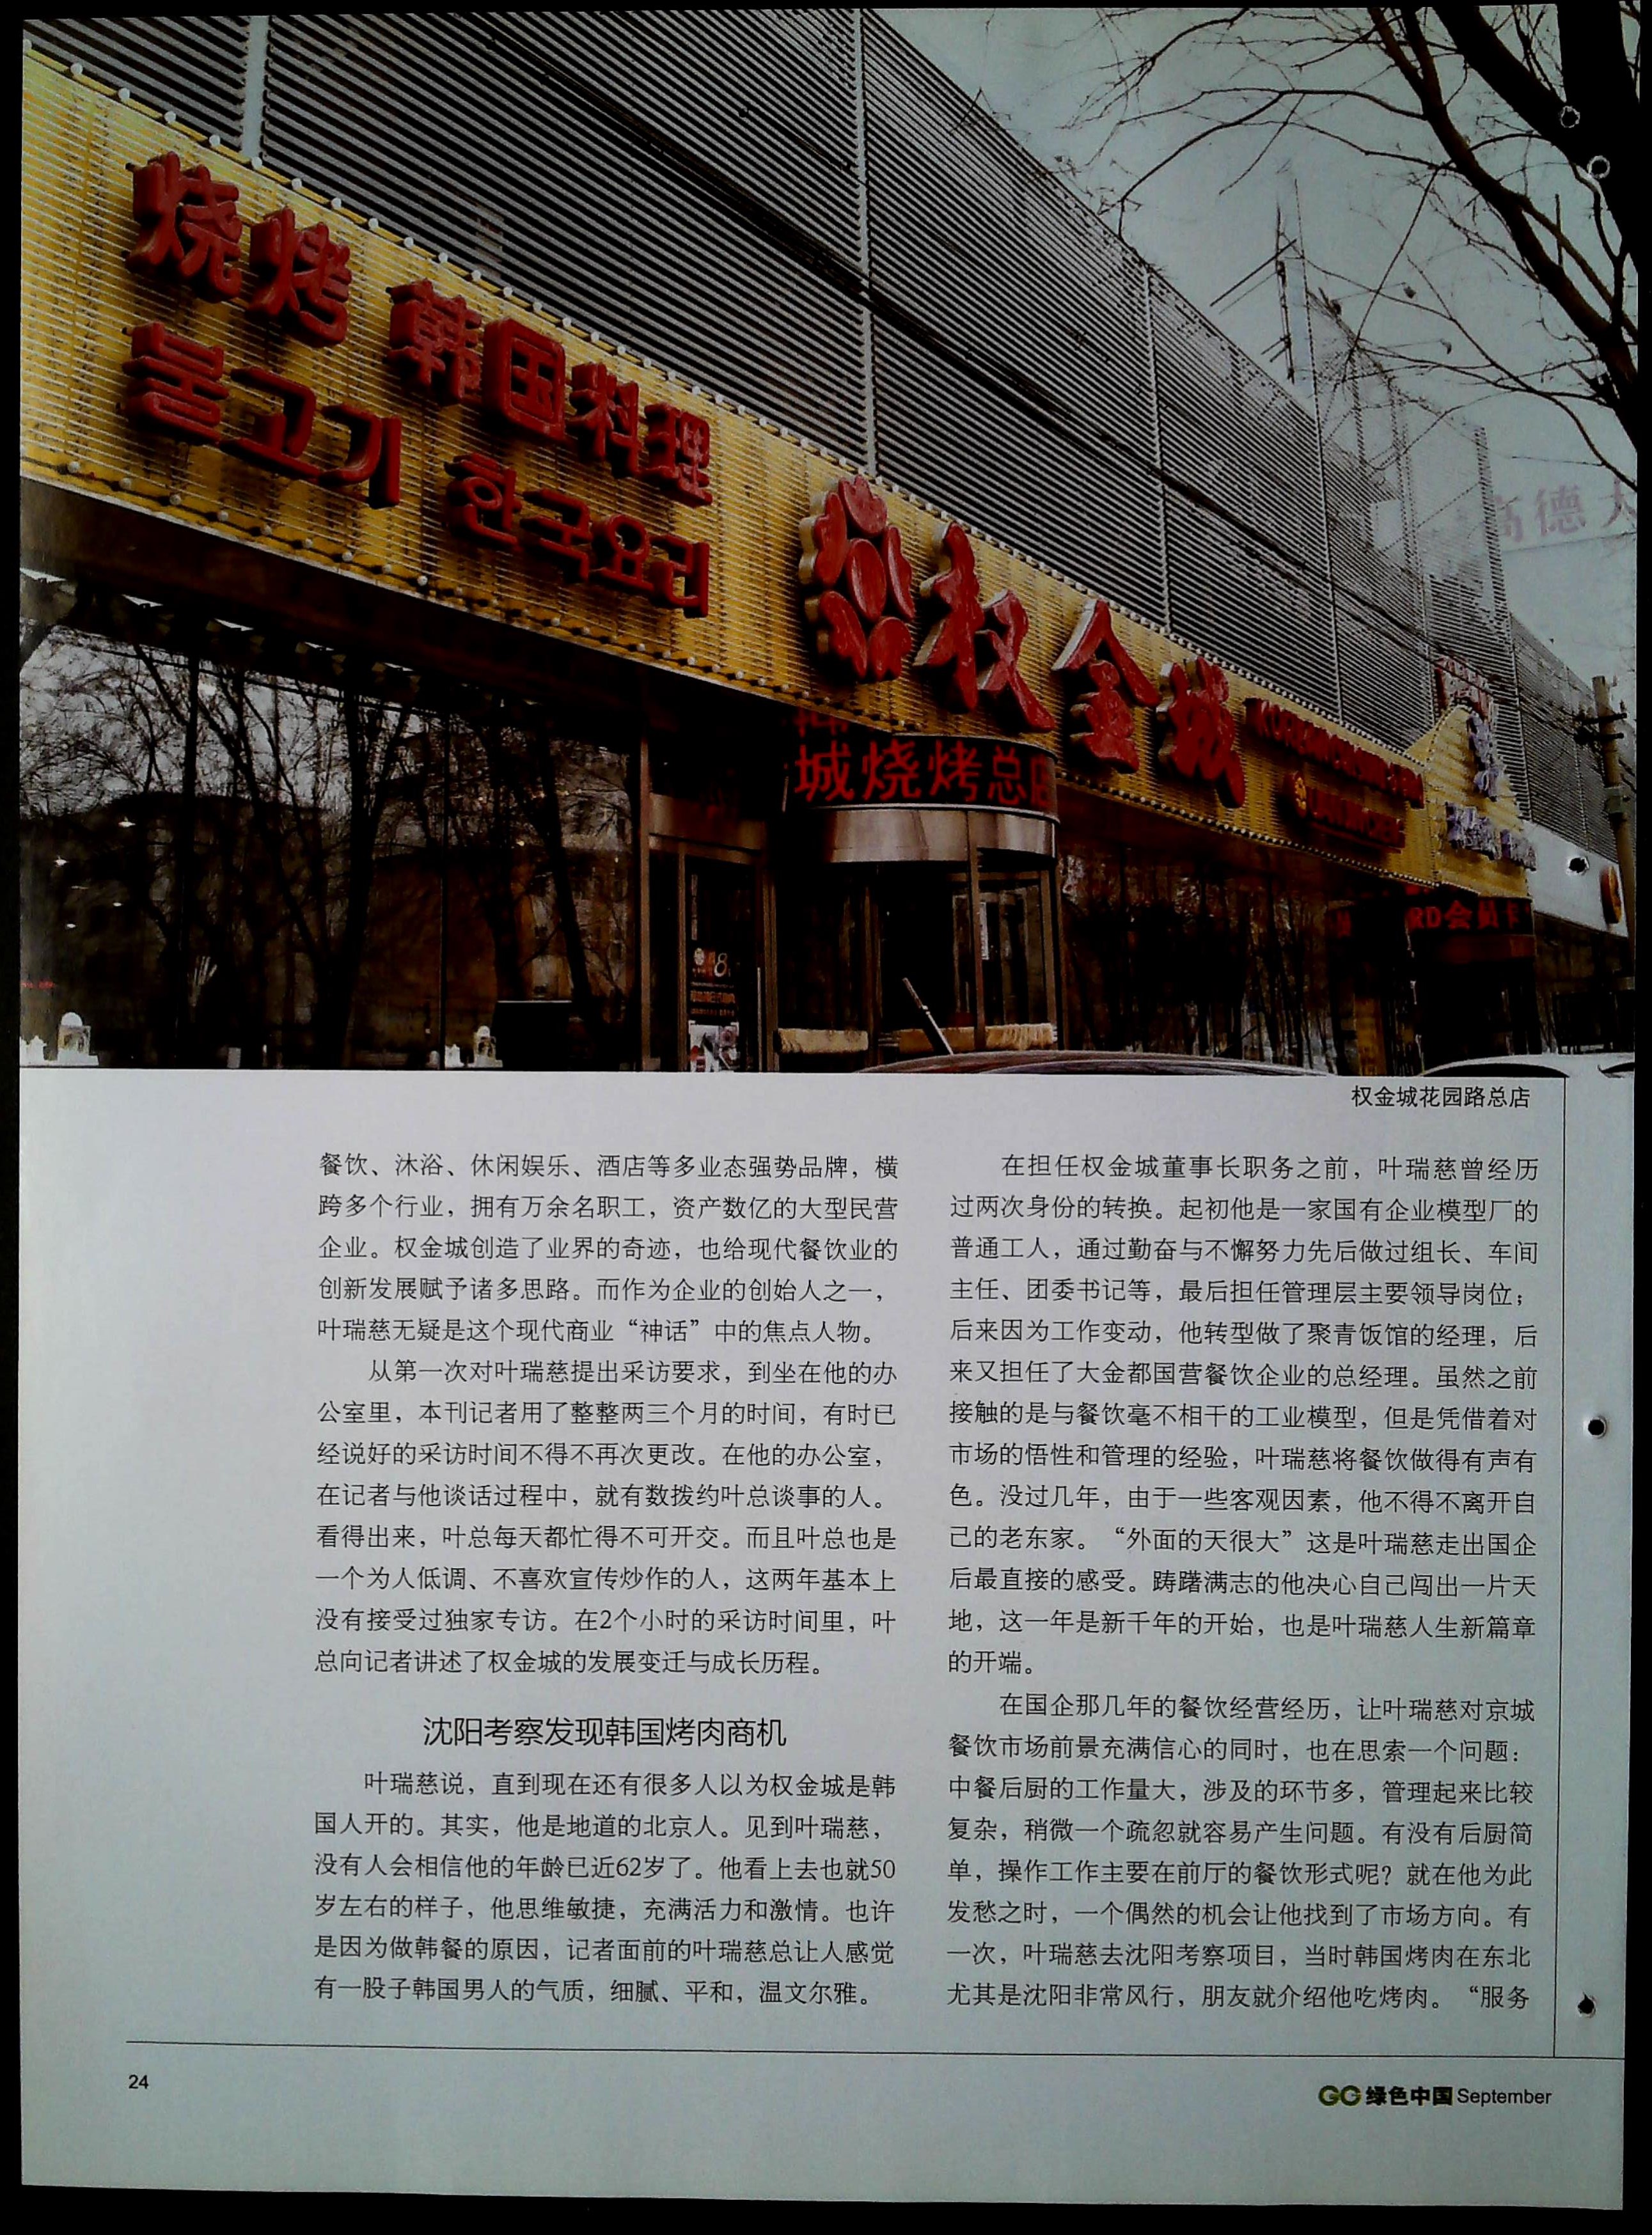 烧烤 韩国料理
불고기 한국요리
权金城
城烧烤总店
高德大
RD会员卡
权金城花园路总店
餐饮、沐浴、休闲娱乐、酒店等多业态强势品牌，横
跨多个行业，拥有万余名职工，资产数亿的大型民营
企业。权金城创造了业界的奇迹，也给现代餐饮业的
创新发展赋予诸多思路。而作为企业的创始人之一，
叶瑞慈无疑是这个现代商业“神话”中的焦点人物。
从第一次对叶瑞慈提出采访要求，到坐在他的办
公室里，本刊记者用了整整两三个月的时间，有时已
经说好的采访时间不得不再次更改。在他的办公室，
在记者与他谈话过程中，就有数拨约叶总谈事的人。
看得出来，叶总每天都忙得不可开交。而且叶总也是
一个为人低调、不喜欢宣传炒作的人，这两年基本上
没有接受过独家专访。在2个小时的采访时间里，叶
总向记者讲述了权金城的发展变迁与成长历程。
沈阳考察发现韩国烤肉商机
叶瑞慈说，直到现在还有很多人以为权金城是韩
国人开的。其实，他是地道的北京人。见到叶瑞慈，
没有人会相信他的年龄已近62岁了。他看上去也就50
岁左右的样子，他思维敏捷，充满活力和激情。也许
是因为做韩餐的原因，记者面前的叶瑞慈总让人感觉
有一股子韩国男人的气质，细腻、平和，温文尔雅。
在担任权金城董事长职务之前，叶瑞慈曾经历
过两次身份的转换。起初他是一家国有企业模型厂的
普通工人，通过勤奋与不懈努力先后做过组长、车间
主任、团委书记等，最后担任管理层主要领导岗位；
后来因为工作变动，他转型做了聚青饭馆的经理，后
来又担任了大金都国营餐饮企业的总经理。虽然之前
接触的是与餐饮毫不相干的工业模型，但是凭借着对
市场的悟性和管理的经验，叶瑞慈将餐饮做得有声有
色。没过几年，由于一些客观因素，他不得不离开自
己的老东家。“外面的天很大”这是叶瑞慈走出国企
后最直接的感受。踌躇满志的他决心自己闯出一片天
地，这一年是新千年的开始，也是叶瑞慈人生新篇章
的开端。
在国企那几年的餐饮经营经历，让叶瑞慈对京城
餐饮市场前景充满信心的同时，也在思索一个问题：
中餐后厨的工作量大，涉及的环节多，管理起来比较
复杂，稍微一个疏忽就容易产生问题。有没有后厨简
单，操作工作主要在前厅的餐饮形式呢？就在他为此
发愁之时，一个偶然的机会让他找到了市场方向。有
一次，叶瑞慈去沈阳考察项目，当时韩国烤肉在东北
尤其是沈阳非常风行，朋友就介绍他吃烤肉。“服务
24
GC 绿色中国 September